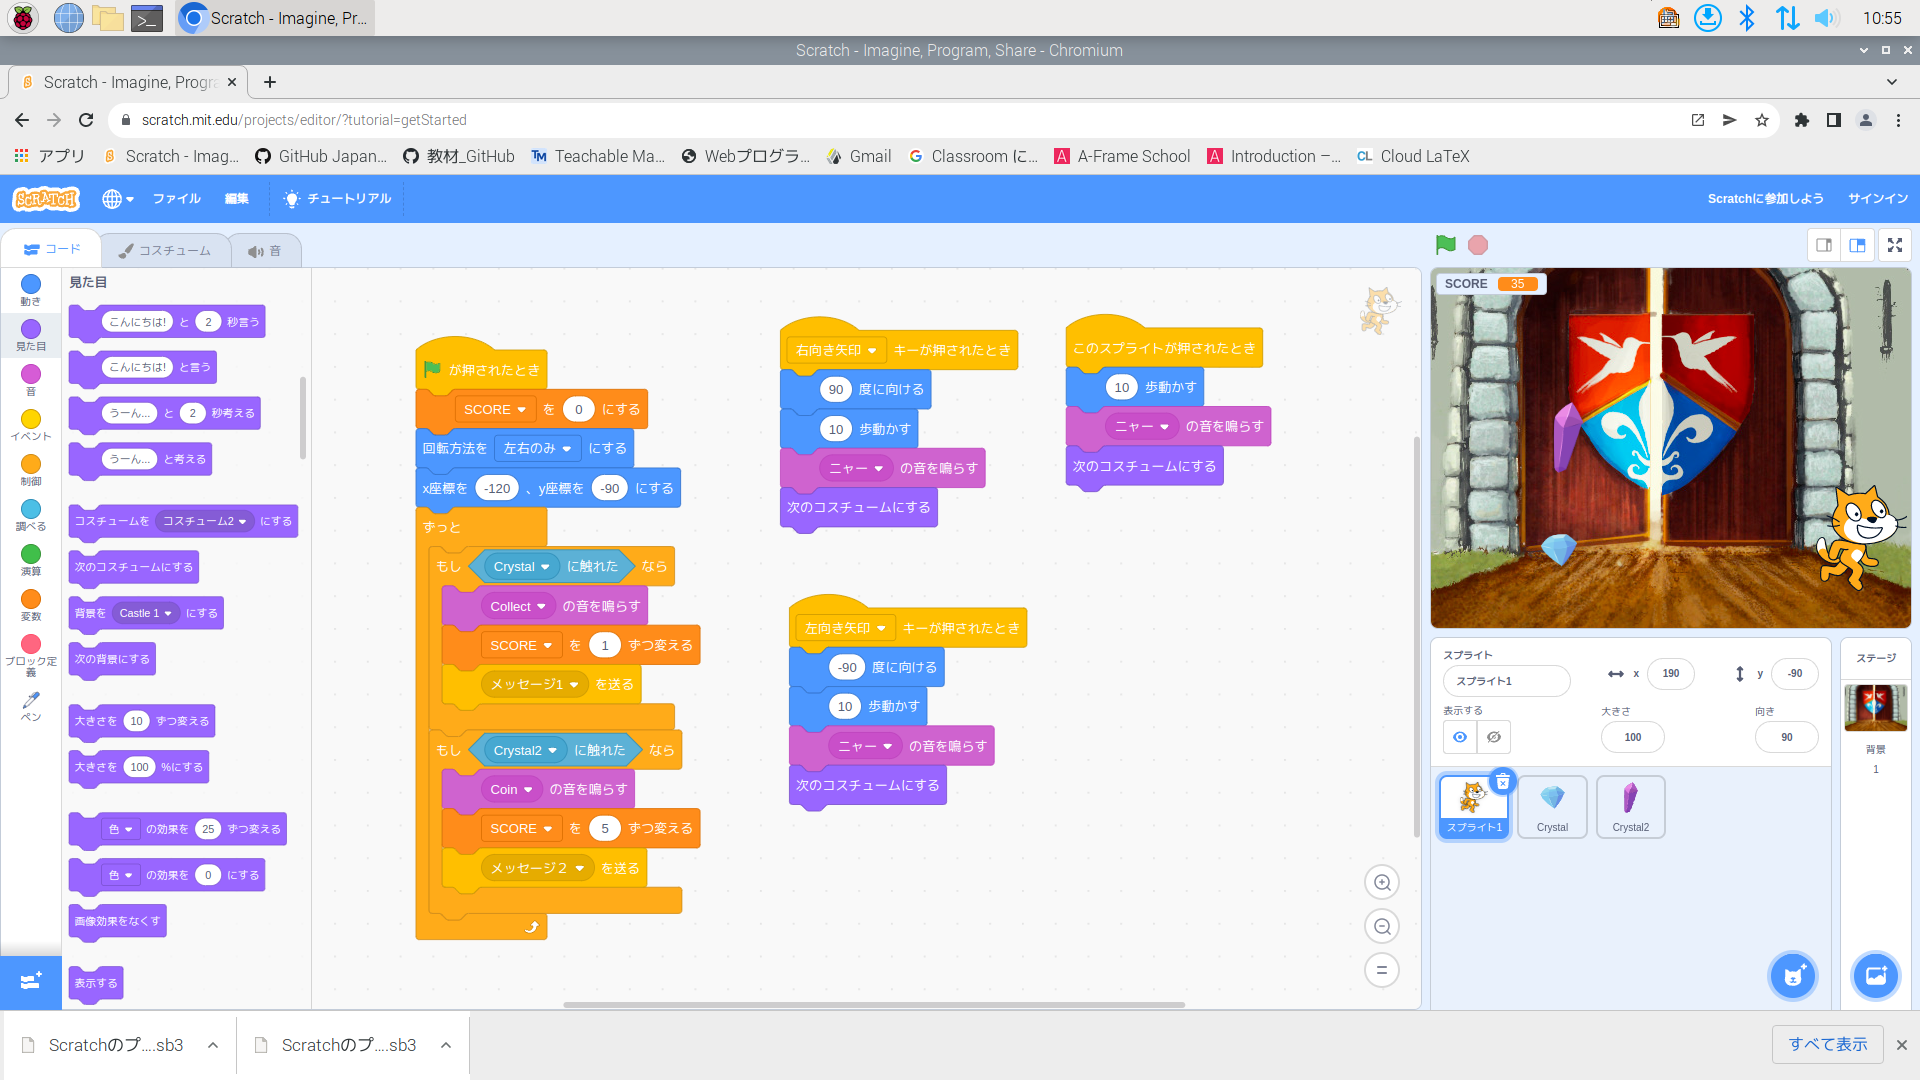 Scratch - Imagine, Pr...
10:55
Scratch - Imagine, Program, Share - Chromium
Scratch - Imagine, Progra
scratch.mit.edu/projects/editor/?tutorial=getStarted
アプリ
Scratch - Imag...
GitHub Japan...
教材_GitHub
Teachable Ma...
Webプログラ...
Gmail
Classroom に...
A-Frame School
Introduction –...
Cloud LaTeX
SCRATCH
ファイル
編集
チュートリアル
Scratchに参加しよう
サインイン
コード
コスチューム
音
動き
見た目
音
イベント
制御
調べる
演算
変数
ブロック定義
ペン
見た目
こんにちは! と 2 秒言う
こんにちは! と言う
うーん... と 2 秒考える
うーん... と考える
コスチュームを コスチューム2 にする
次のコスチュームにする
背景を Castle 1 にする
次の背景にする
大きさを 10 ずつ変える
大きさを 100 %にする
色 の効果を 25 ずつ変える
色 の効果を 0 にする
画像効果をなくす
表示する
が押されたとき
SCORE を 0 にする
回転方法を 左右のみ にする
x座標を -120 、y座標を -90 にする
ずっと
もし Crystal に触れた なら
Collect の音を鳴らす
SCORE を 1 ずつ変える
メッセージ1 を送る
もし Crystal2 に触れた なら
Coin の音を鳴らす
SCORE を 5 ずつ変える
メッセージ２ を送る
右向き矢印 キーが押されたとき
90 度に向ける
10 歩動かす
ニャー の音を鳴らす
次のコスチュームにする
このスプライトが押されたとき
10 歩動かす
ニャー の音を鳴らす
次のコスチュームにする
左向き矢印 キーが押されたとき
-90 度に向ける
10 歩動かす
ニャー の音を鳴らす
次のコスチュームにする
SCORE 35
スプライト
スプライト1
x 190
y -90
表示する
大きさ
100
向き
90
スプライト1
Crystal
Crystal2
ステージ
背景
1
Scratchのプ....sb3
Scratchのプ....sb3
すべて表示